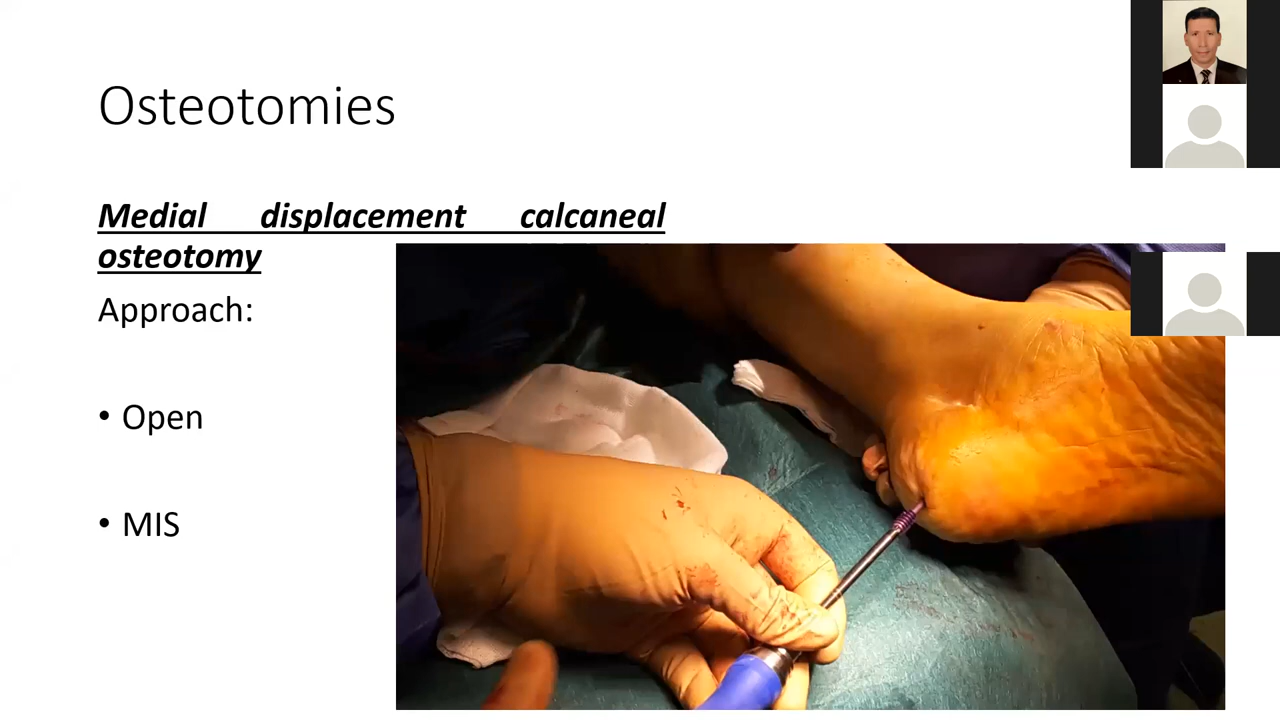 Osteotomies
Medial displacement calcaneal
osteotomy
Approach:
• Open
• MIS